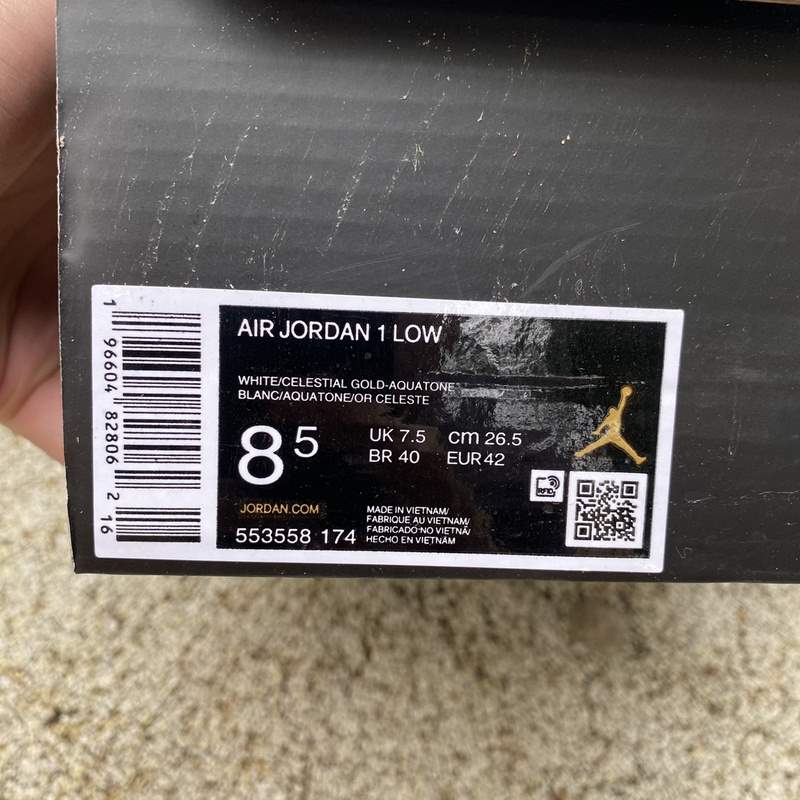 AIR JORDAN 1 LOW
WHITE/CELESTIAL GOLD-AQUATONE
BLANC/AQUATONE/OR CELESTE
8 5
UK 7.5 cm 26.5
BR 40 EUR 42
RFID
JORDAN.COM
553558 174
MADE IN VIETNAM/
FABRIQUE AU VIETNAM/
FABRICADO NO VIETNÃ/
HECHO EN VIETNÁM
1 96604 82806 2 16